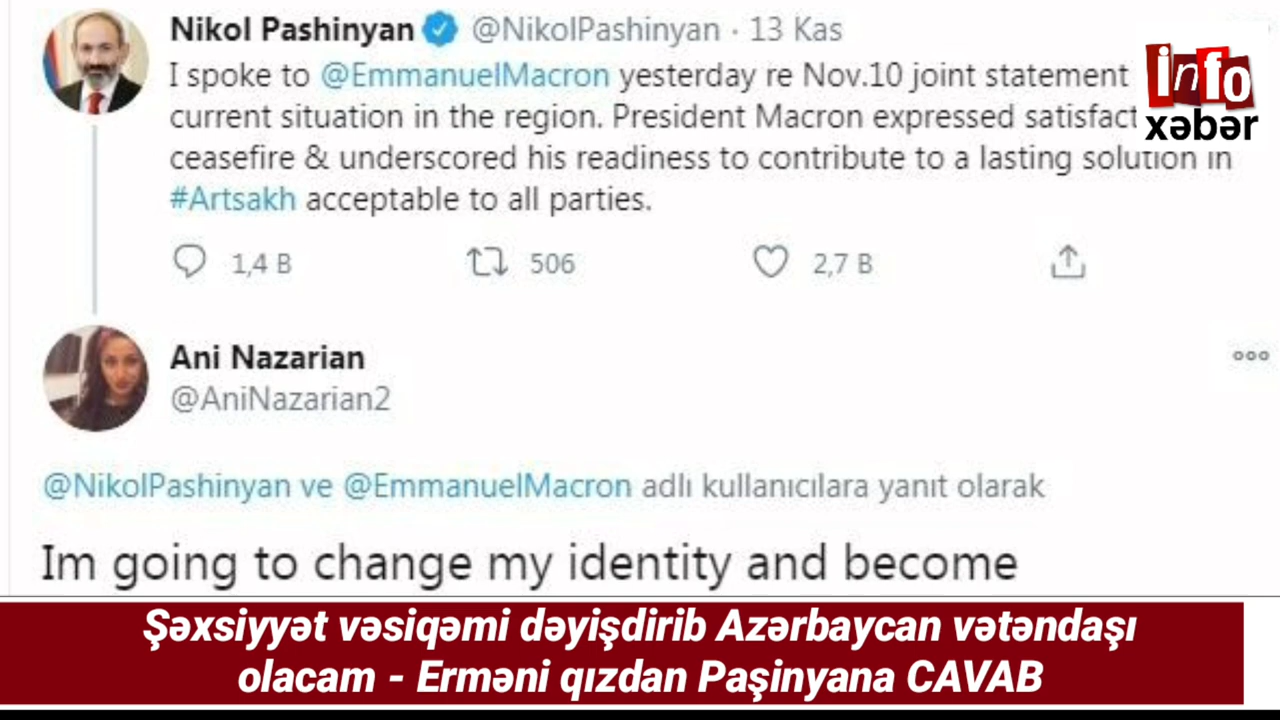 Nikol Pashinyan @NikolPashinyan · 13 Kas
I spoke to @EmmanuelMacron yesterday re Nov.10 joint statement
current situation in the region. President Macron expressed satisfact
ceasefire & underscored his readiness to contribute to a lasting solution in
#Artsakh acceptable to all parties.
1,4 B 506 2,7 B
info
xəbər
Ani Nazarian
@AniNazarian2
@NikolPashinyan ve @EmmanuelMacron adlı kullanıcılara yanıt olarak
Im going to change my identity and become
Şəxsiyyət vəsiqəmi dəyişdirib Azərbaycan vətəndaşı
olacam - Erməni qızdan Paşinyana CAVAB